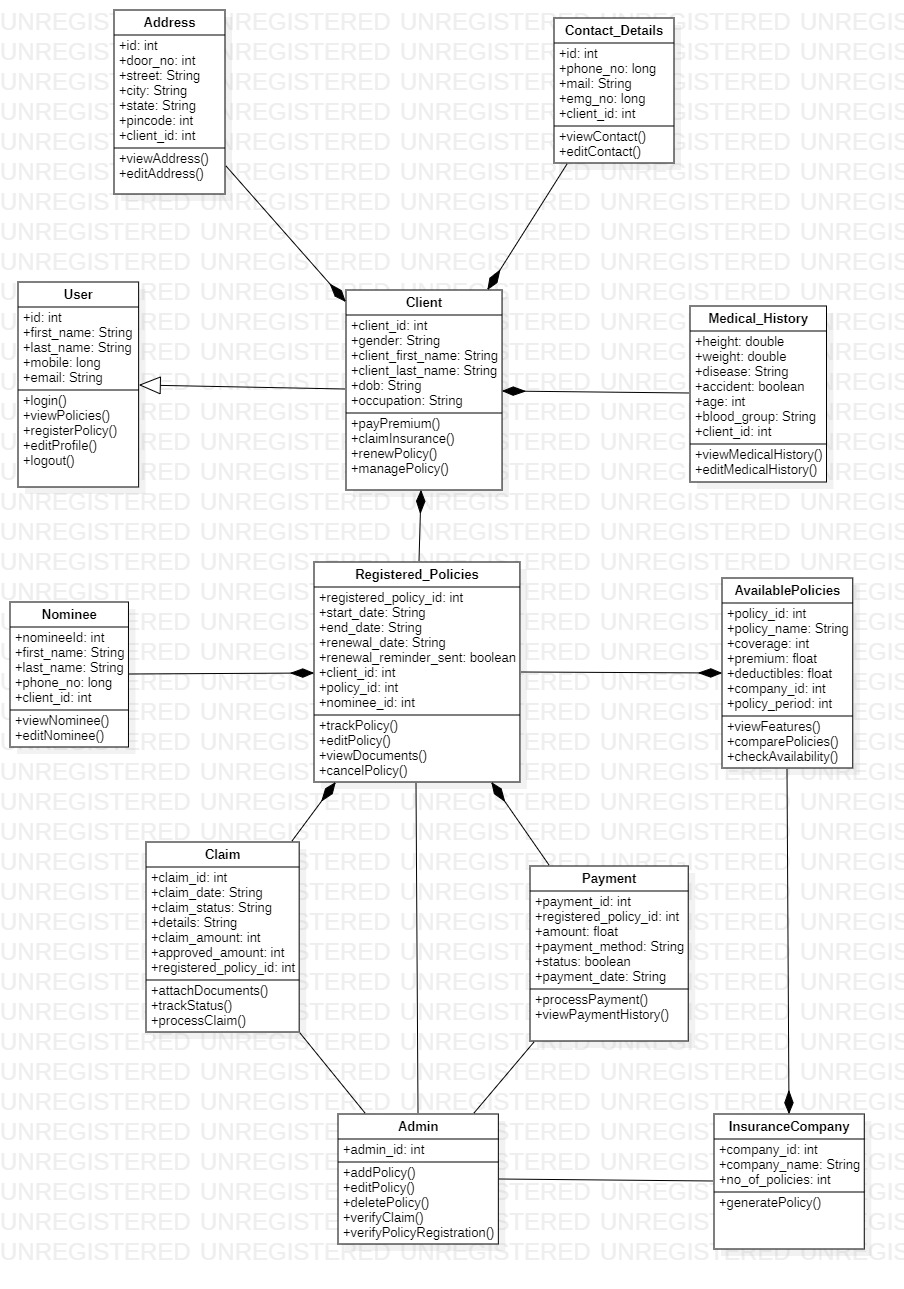 Address
+id: int
+door_no: int
+street: String
+city: String
+state: String
+pincode: int
+client_id: int
+viewAddress()
+editAddress()
Contact_Details
+id: int
+phone_no: long
+mail: String
+emg_no: long
+client_id: int
+viewContact()
+editContact()
User
+id: int
+first_name: String
+last_name: String
+mobile: long
+email: String
+login()
+viewPolicies()
+registerPolicy()
+editProfile()
+logout()
Client
+client_id: int
+gender: String
+client_first_name: String
+client_last_name: String
+dob: String
+occupation: String
+payPremium()
+claimInsurance()
+renewPolicy()
+managePolicy()
Medical_History
+height: double
+weight: double
+disease: String
+accident: boolean
+age: int
+blood_group: String
+client_id: int
+viewMedicalHistory()
+editMedicalHistory()
Nominee
+nomineeId: int
+first_name: String
+last_name: String
+phone_no: long
+client_id: int
+viewNominee()
+editNominee()
Registered_Policies
+registered_policy_id: int
+start_date: String
+end_date: String
+renewal_date: String
+renewal_reminder_sent: boolean
+client_id: int
+policy_id: int
+nominee_id: int
+trackPolicy()
+editPolicy()
+viewDocuments()
+cancelPolicy()
AvailablePolicies
+policy_id: int
+policy_name: String
+coverage: int
+premium: float
+deductibles: float
+company_id: int
+policy_period: int
+viewFeatures()
+comparePolicies()
+checkAvailability()
Claim
+claim_id: int
+claim_date: String
+claim_status: String
+details: String
+claim_amount: int
+approved_amount: int
+registered_policy_id: int
+attachDocuments()
+trackStatus()
+processClaim()
Payment
+payment_id: int
+registered_policy_id: int
+amount: float
+payment_method: String
+status: boolean
+payment_date: String
+processPayment()
+viewPaymentHistory()
Admin
+admin_id: int
+addPolicy()
+editPolicy()
+deletePolicy()
+verifyClaim()
+verifyPolicyRegistration()
InsuranceCompany
+company_id: int
+company_name: String
+no_of_policies: int
+generatePolicy()
UNREGISTERED